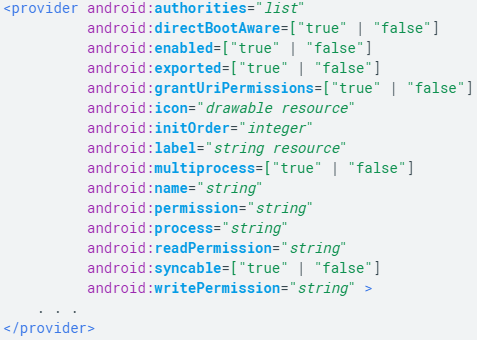 <provider android:authorities="list"
android:directBootAware=["true" | "false"]
android:enabled=["true" | "false"]
android:exported=["true" | "false"]
android:grantUriPermissions=["true" | "false"]
android:icon="drawable resource"
android:initOrder="integer"
android:label="string resource"
android:multiprocess=["true" | "false"]
android:name="string"
android:permission="string"
android:process="string"
android:readPermission="string"
android:syncable=["true" | "false"]
android:writePermission="string" >
. . .
</provider>